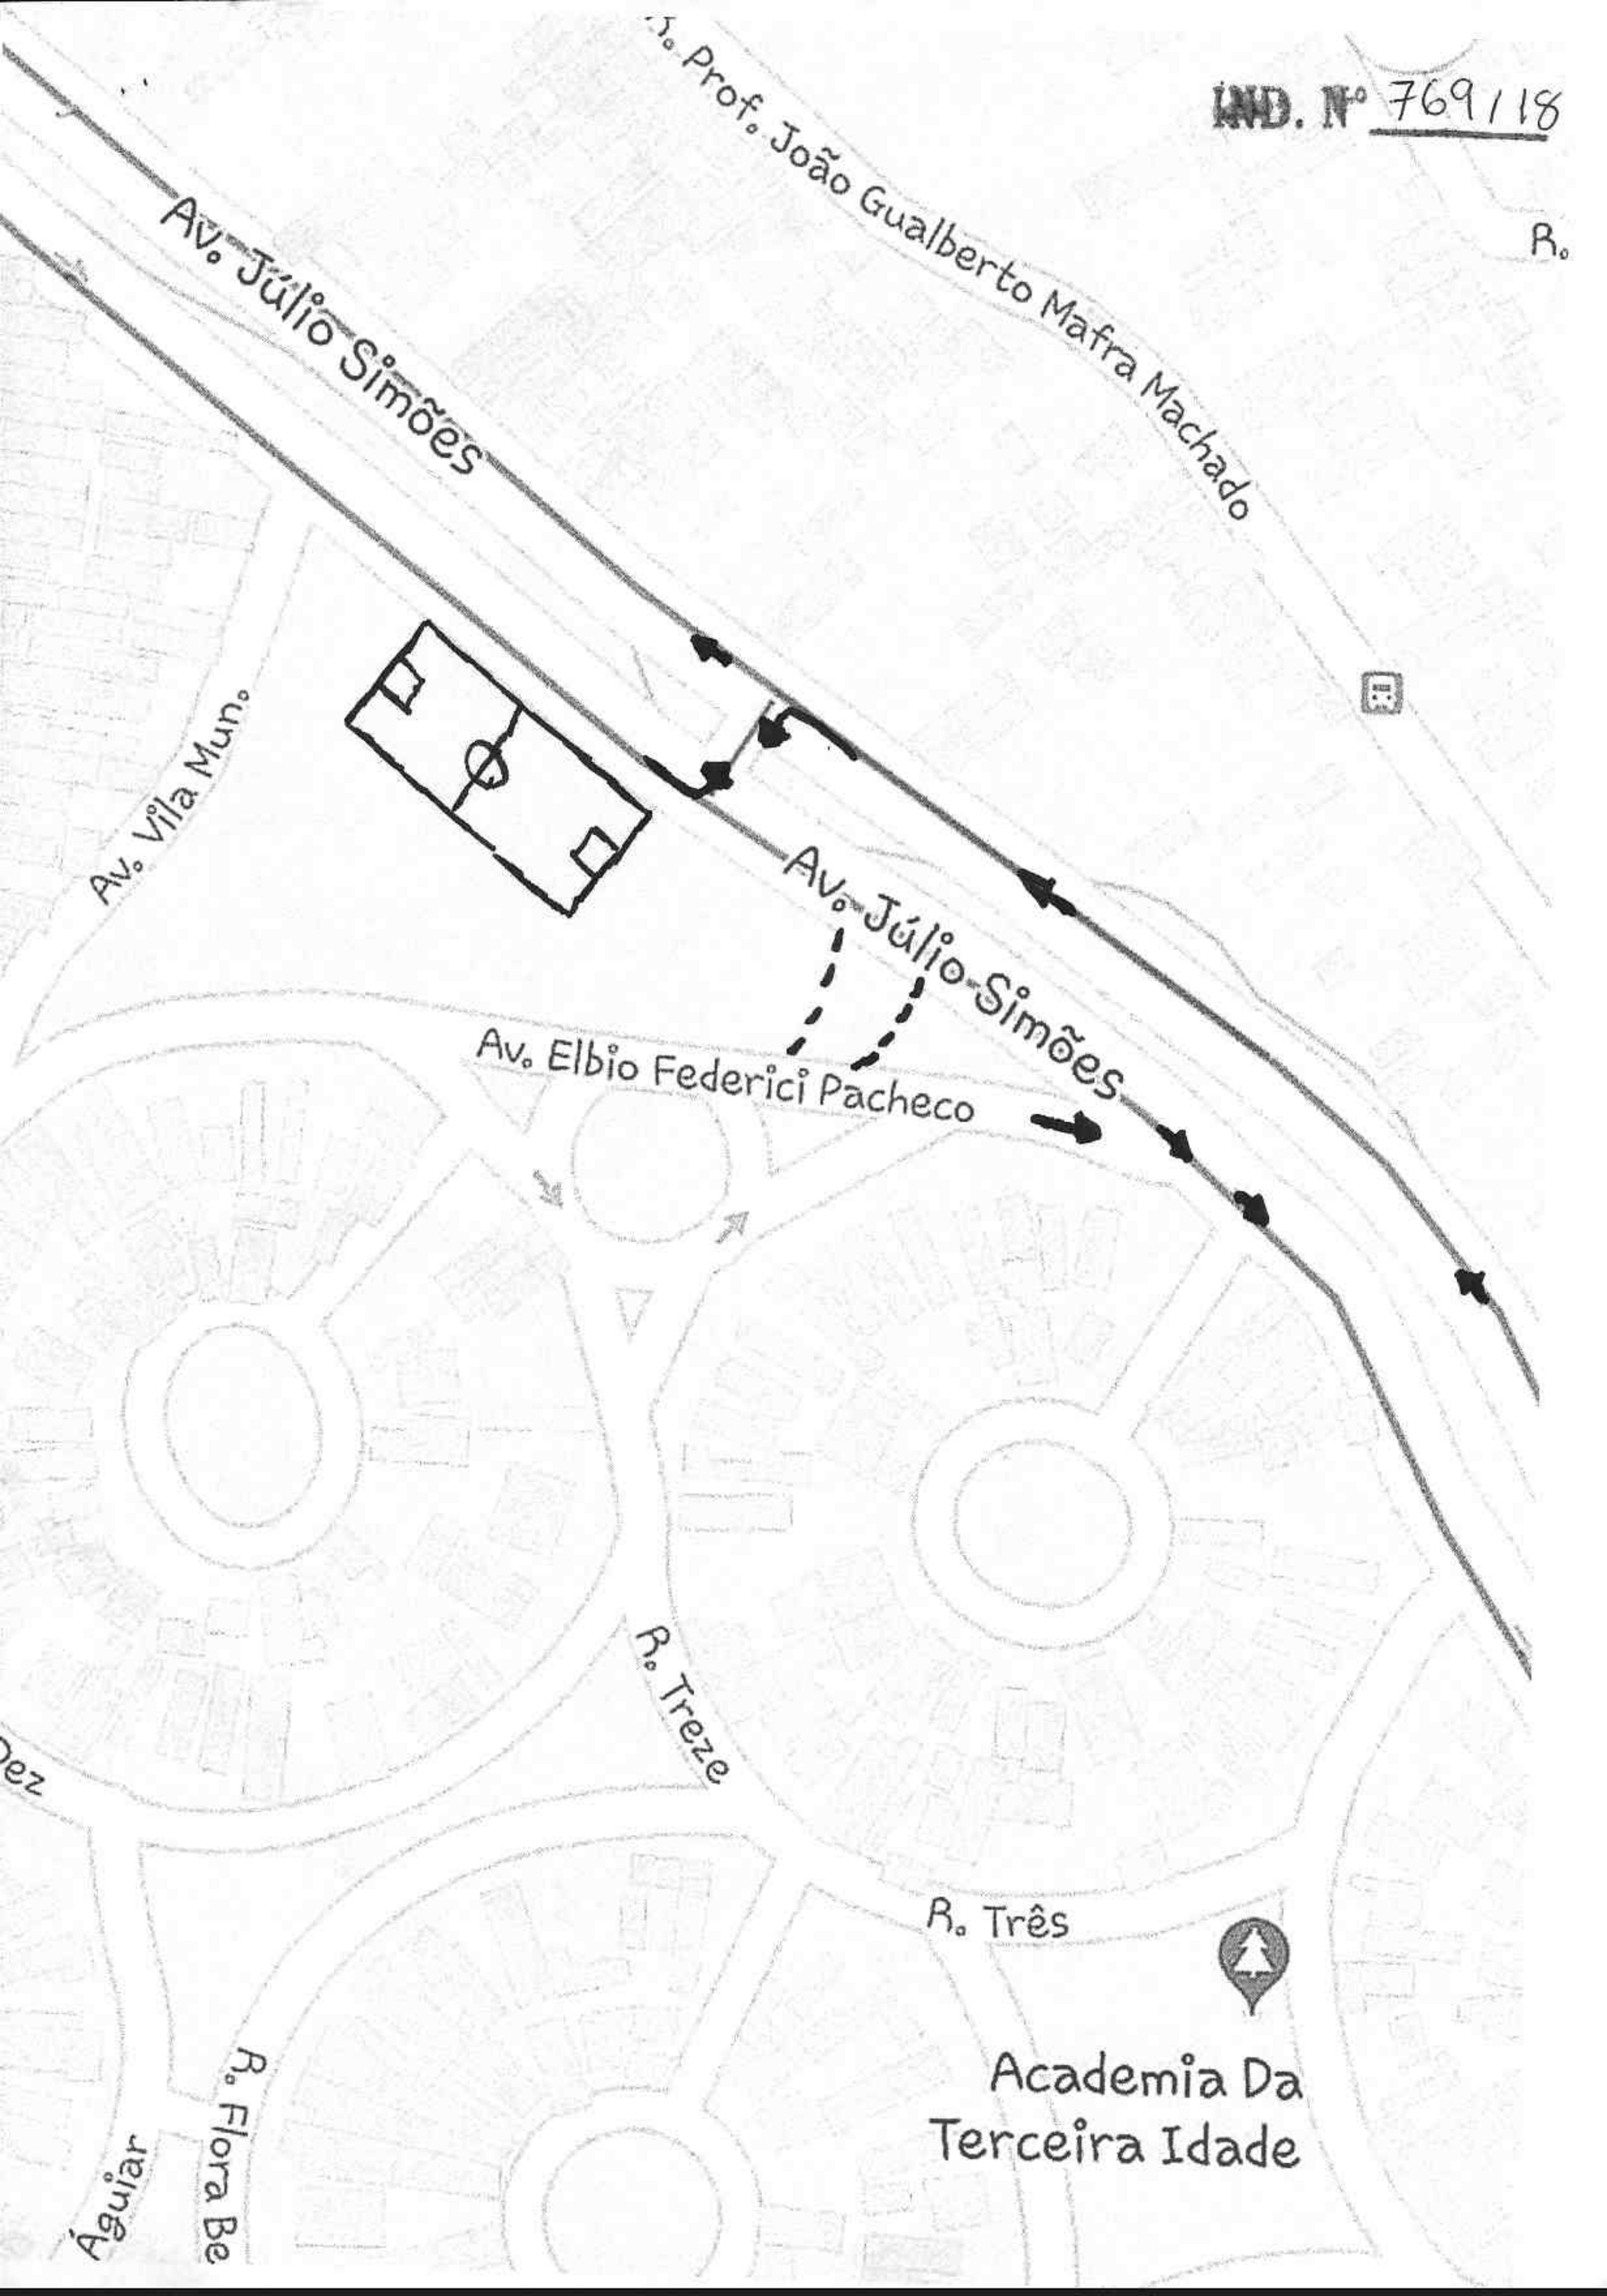 IND. Nº 769/18
R. Prof. João Gualberto Mafra Machado
R.
Av. Júlio Simões
Av. Vila Mun.
Av. Júlio Simões
Av. Elbio Federici Pacheco
R. Treze
Dez
R. Três
Academia Da
Terceira Idade
R. Flora Be
Águiar